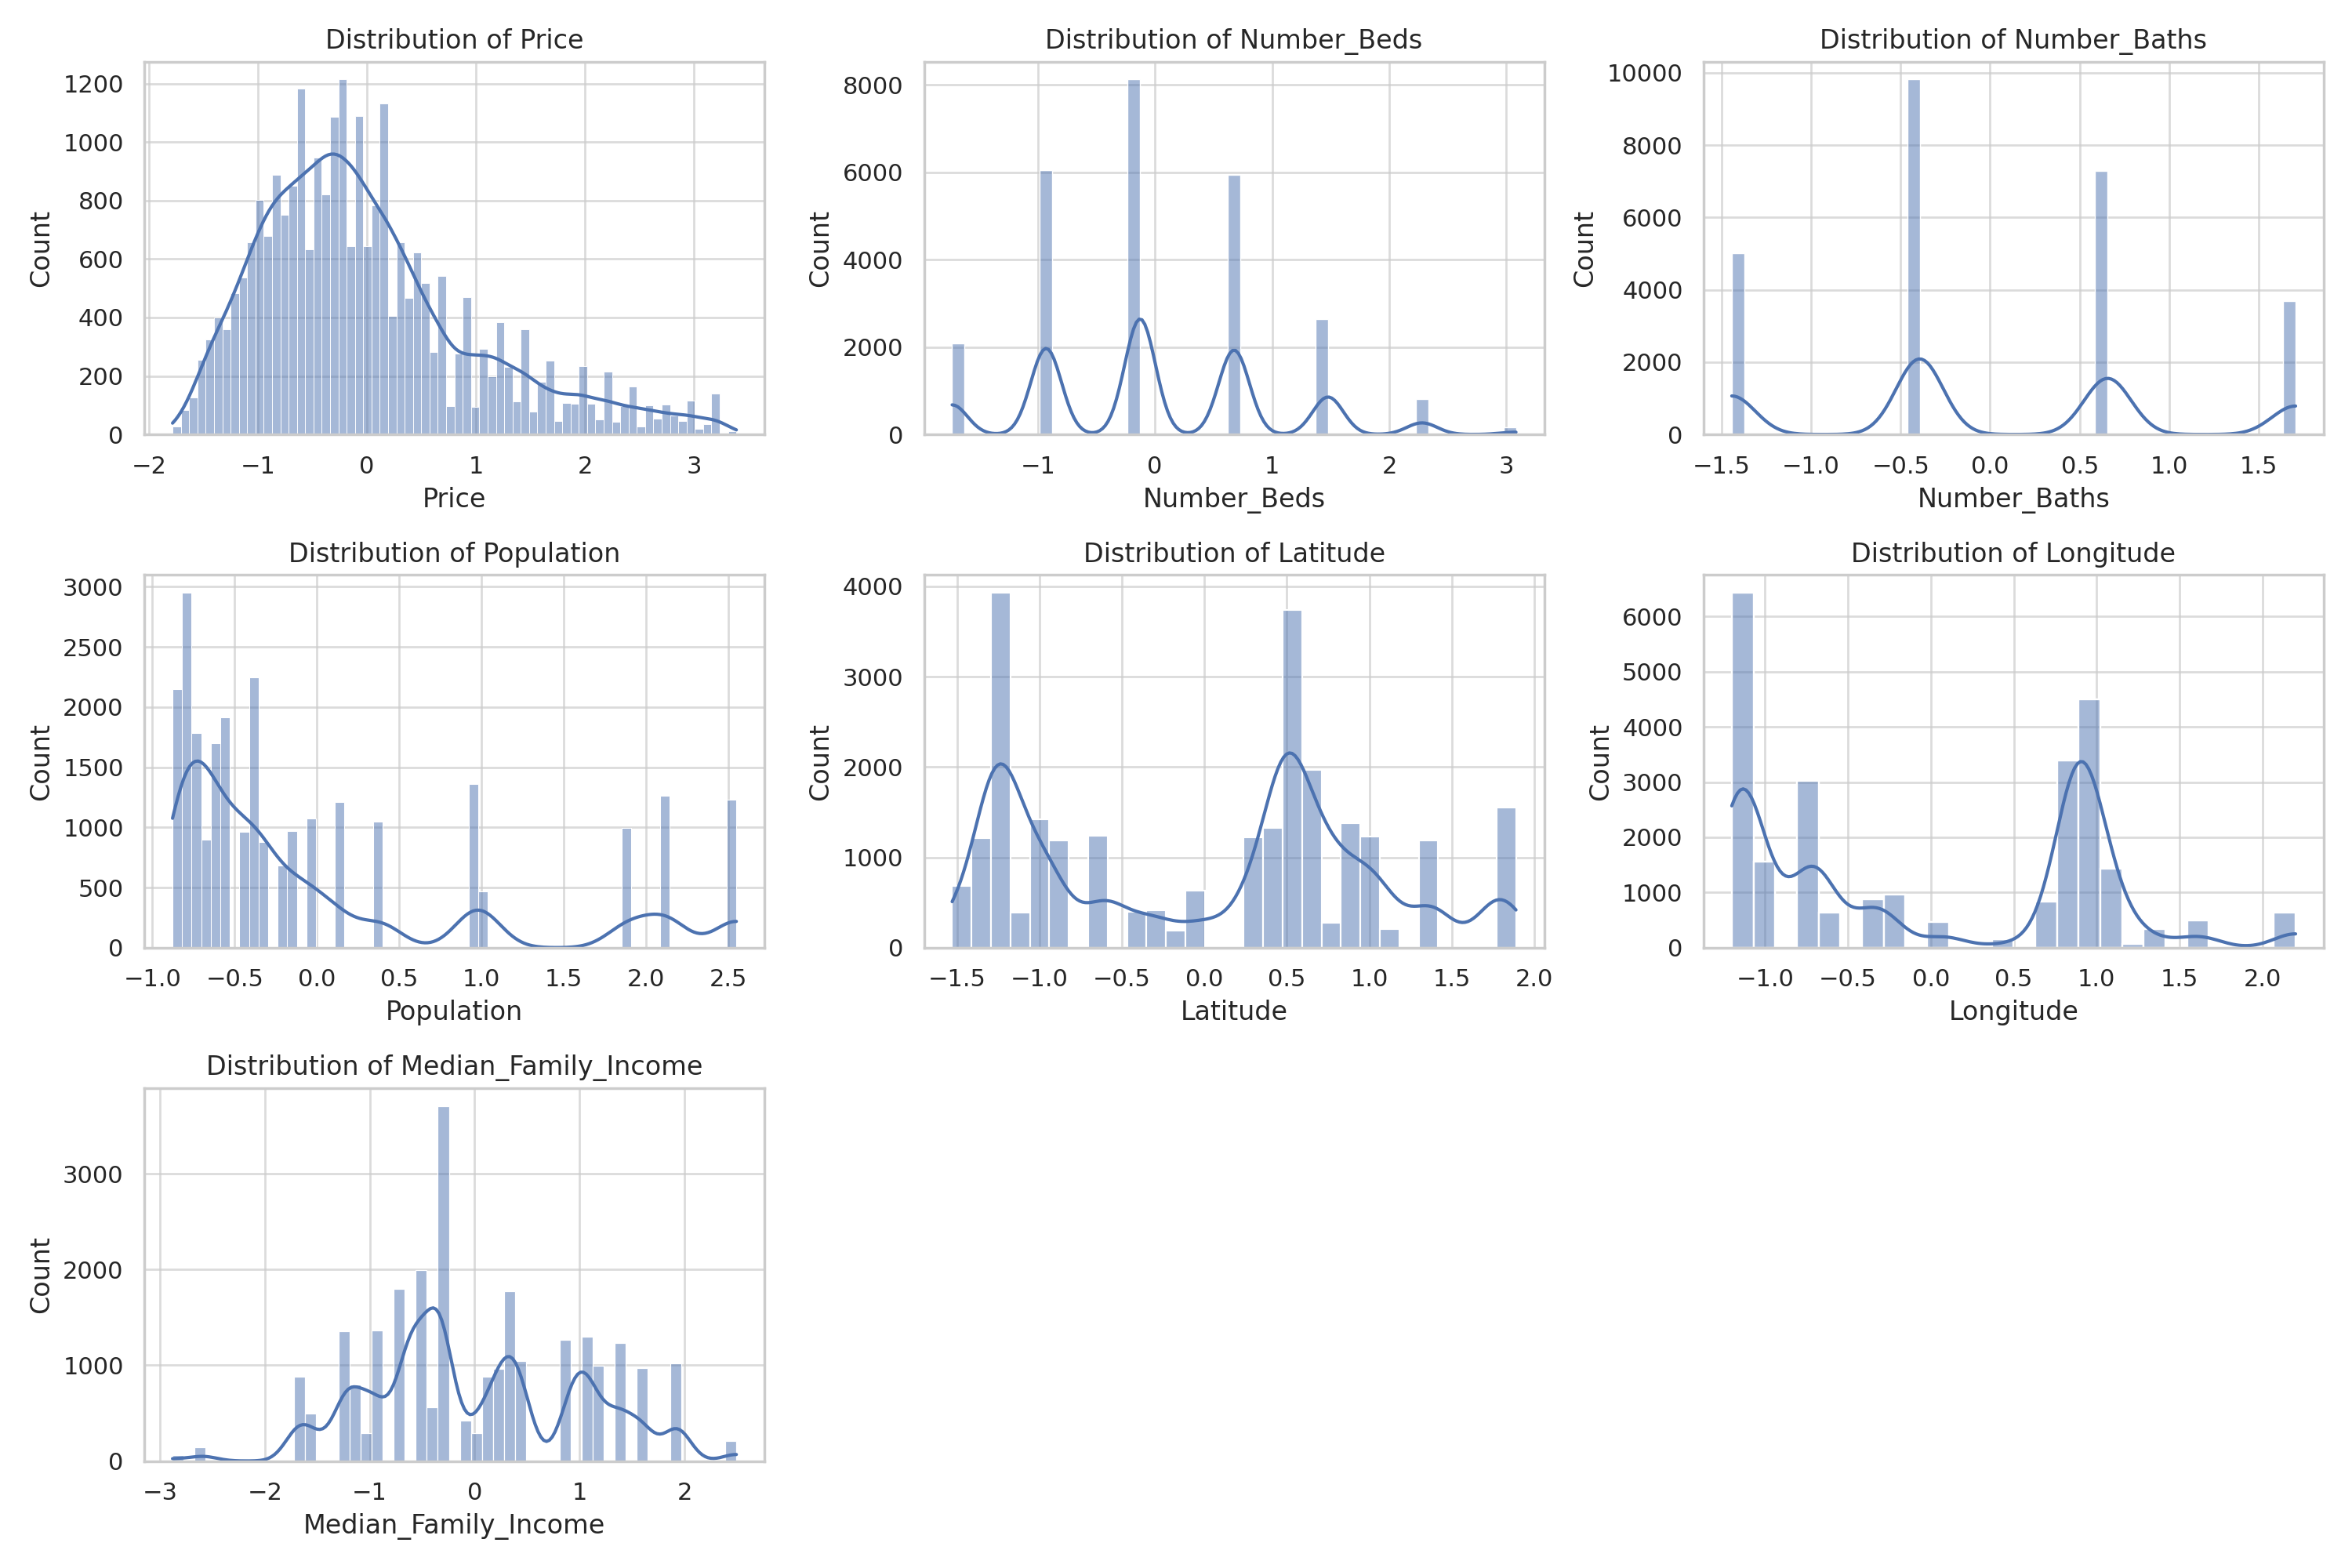 Distribution of Price
Count
1200
1000
800
600
400
200
0
−2 −1 0 1 2 3
Price
Distribution of Number_Beds
Count
8000
6000
4000
2000
0
−1 0 1 2 3
Number_Beds
Distribution of Number_Baths
Count
10000
8000
6000
4000
2000
0
−1.5 −1.0 −0.5 0.0 0.5 1.0 1.5
Number_Baths
Distribution of Population
Count
3000
2500
2000
1500
1000
500
0
−1.0 −0.5 0.0 0.5 1.0 1.5 2.0 2.5
Population
Distribution of Latitude
Count
4000
3000
2000
1000
0
−1.5 −1.0 −0.5 0.0 0.5 1.0 1.5 2.0
Latitude
Distribution of Longitude
Count
6000
5000
4000
3000
2000
1000
0
−1.0 −0.5 0.0 0.5 1.0 1.5 2.0
Longitude
Distribution of Median_Family_Income
Count
3000
2000
1000
0
−3 −2 −1 0 1 2
Median_Family_Income